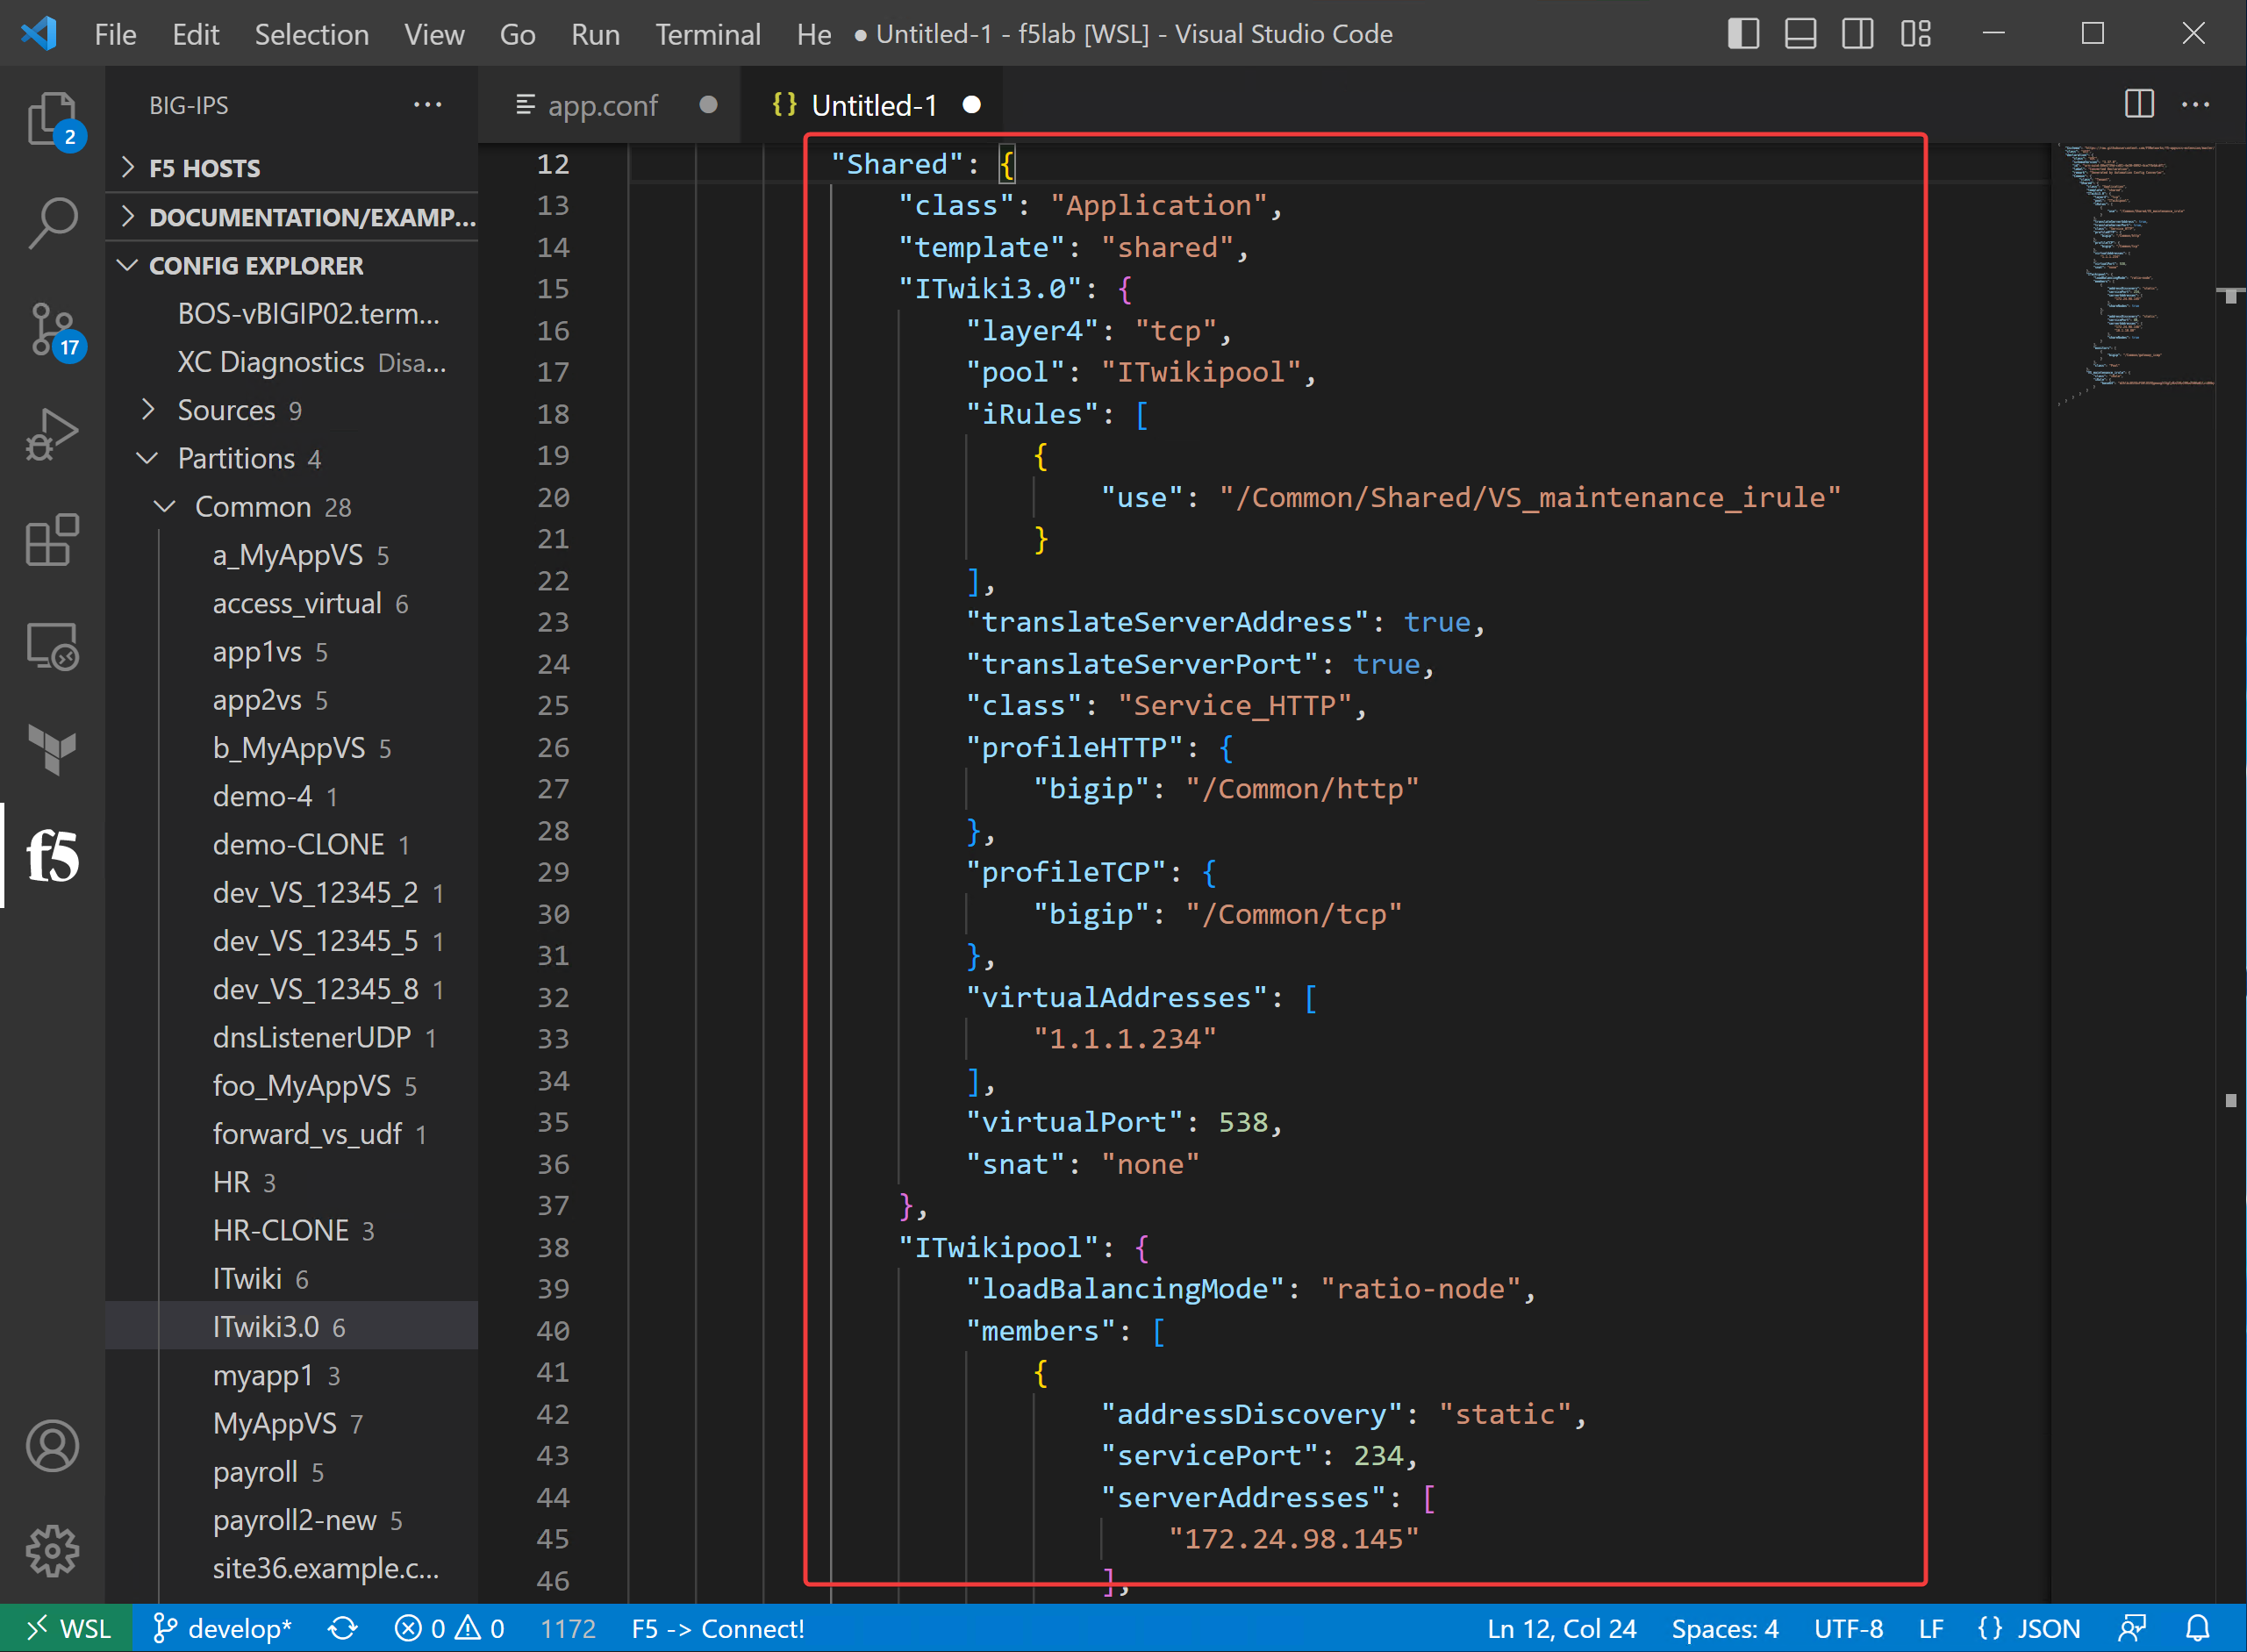 File Edit Selection View Go Run Terminal He ● Untitled-1 - f5lab [WSL] - Visual Studio Code
BIG-IPS ···
app.conf
{} Untitled-1
2
17
f5
F5 HOSTS
DOCUMENTATION/EXAMP...
CONFIG EXPLORER
BOS-vBIGIP02.term...
XC Diagnostics Disa...
Sources 9
Partitions 4
Common 28
a_MyAppVS 5
access_virtual 6
app1vs 5
app2vs 5
b_MyAppVS 5
demo-4 1
demo-CLONE 1
dev_VS_12345_2 1
dev_VS_12345_5 1
dev_VS_12345_8 1
dnsListenerUDP 1
foo_MyAppVS 5
forward_vs_udf 1
HR 3
HR-CLONE 3
ITwiki 6
ITwiki3.0 6
myapp1 3
MyAppVS 7
payroll 5
payroll2-new 5
site36.example.c...
12 "Shared": {
13 "class": "Application",
14 "template": "shared",
15 "ITwiki3.0": {
16 "layer4": "tcp",
17 "pool": "ITwikipool",
18 "iRules": [
19 {
20 "use": "/Common/Shared/VS_maintenance_irule"
21 }
22 ],
23 "translateServerAddress": true,
24 "translateServerPort": true,
25 "class": "Service_HTTP",
26 "profileHTTP": {
27 "bigip": "/Common/http"
28 },
29 "profileTCP": {
30 "bigip": "/Common/tcp"
31 },
32 "virtualAddresses": [
33 "1.1.1.234"
34 ],
35 "virtualPort": 538,
36 "snat": "none"
37 },
38 "ITwikipool": {
39 "loadBalancingMode": "ratio-node",
40 "members": [
41 {
42 "addressDiscovery": "static",
43 "servicePort": 234,
44 "serverAddresses": [
45 "172.24.98.145"
46 ],
WSL develop* 0 0 1172 F5 -> Connect! Ln 12, Col 24 Spaces: 4 UTF-8 LF {} JSON